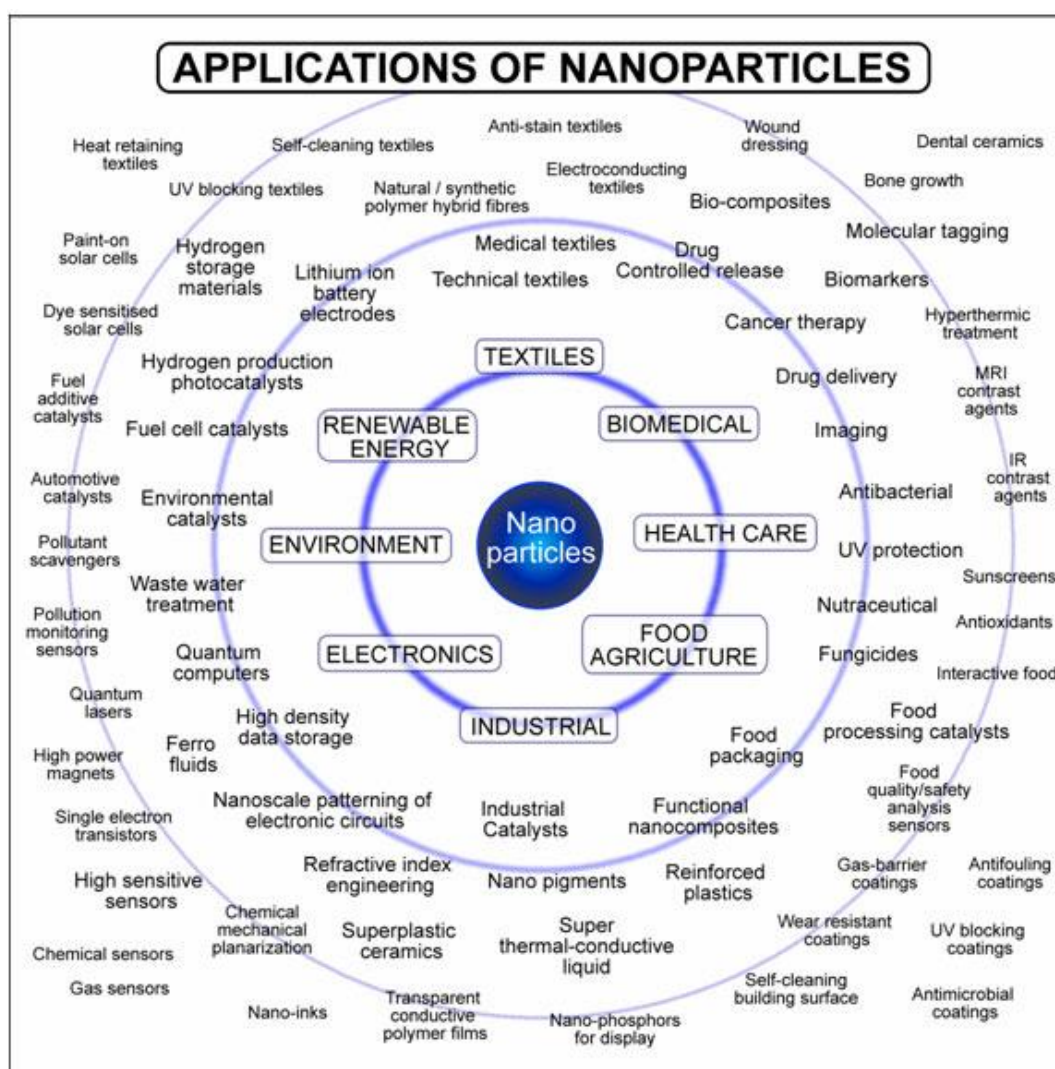 APPLICATIONS OF NANOPARTICLES
Heat retaining
textiles
Self-cleaning textiles
Anti-stain textiles
Wound
dressing
Dental ceramics
UV blocking textiles
Natural / synthetic
polymer hybrid fibres
Electroconducting
textiles
Bio-composites
Bone growth
Paint-on
solar cells
Hydrogen
storage
materials
Lithium ion
battery
electrodes
Medical textiles
Technical textiles
Drug
Controlled release
Molecular tagging
Biomarkers
Dye sensitised
solar cells
Cancer therapy
Hyperthermic
treatment
Hydrogen production
photocatalysts
TEXTILES
Drug delivery
MRI
contrast
agents
Fuel
additive
catalysts
Fuel cell catalysts
RENEWABLE
ENERGY
BIOMEDICAL
Imaging
IR
contrast
agents
Automotive
catalysts
Environmental
catalysts
Antibacterial
Pollutant
scavengers
ENVIRONMENT
Nano
particles
HEALTH CARE
UV protection
Sunscreens
Waste water
treatment
Nutraceutical
Antioxidants
Pollution
monitoring
sensors
Quantum
computers
ELECTRONICS
FOOD
AGRICULTURE
Fungicides
Interactive food
Quantum
lasers
High density
data storage
INDUSTRIAL
Food
packaging
Food
processing catalysts
High power
magnets
Ferro
fluids
Food
quality/safety
analysis
sensors
Single electron
transistors
Nanoscale patterning of
electronic circuits
Industrial
Catalysts
Functional
nanocomposites
High sensitive
sensors
Refractive index
engineering
Nano pigments
Reinforced
plastics
Gas-barrier
coatings
Antifouling
coatings
Chemical
mechanical
planarization
Superplastic
ceramics
Super
thermal-conductive
liquid
Wear resistant
coatings
UV blocking
coatings
Chemical sensors
Gas sensors
Nano-inks
Transparent
conductive
polymer films
Nano-phosphors
for display
Self-cleaning
building surface
Antimicrobial
coatings